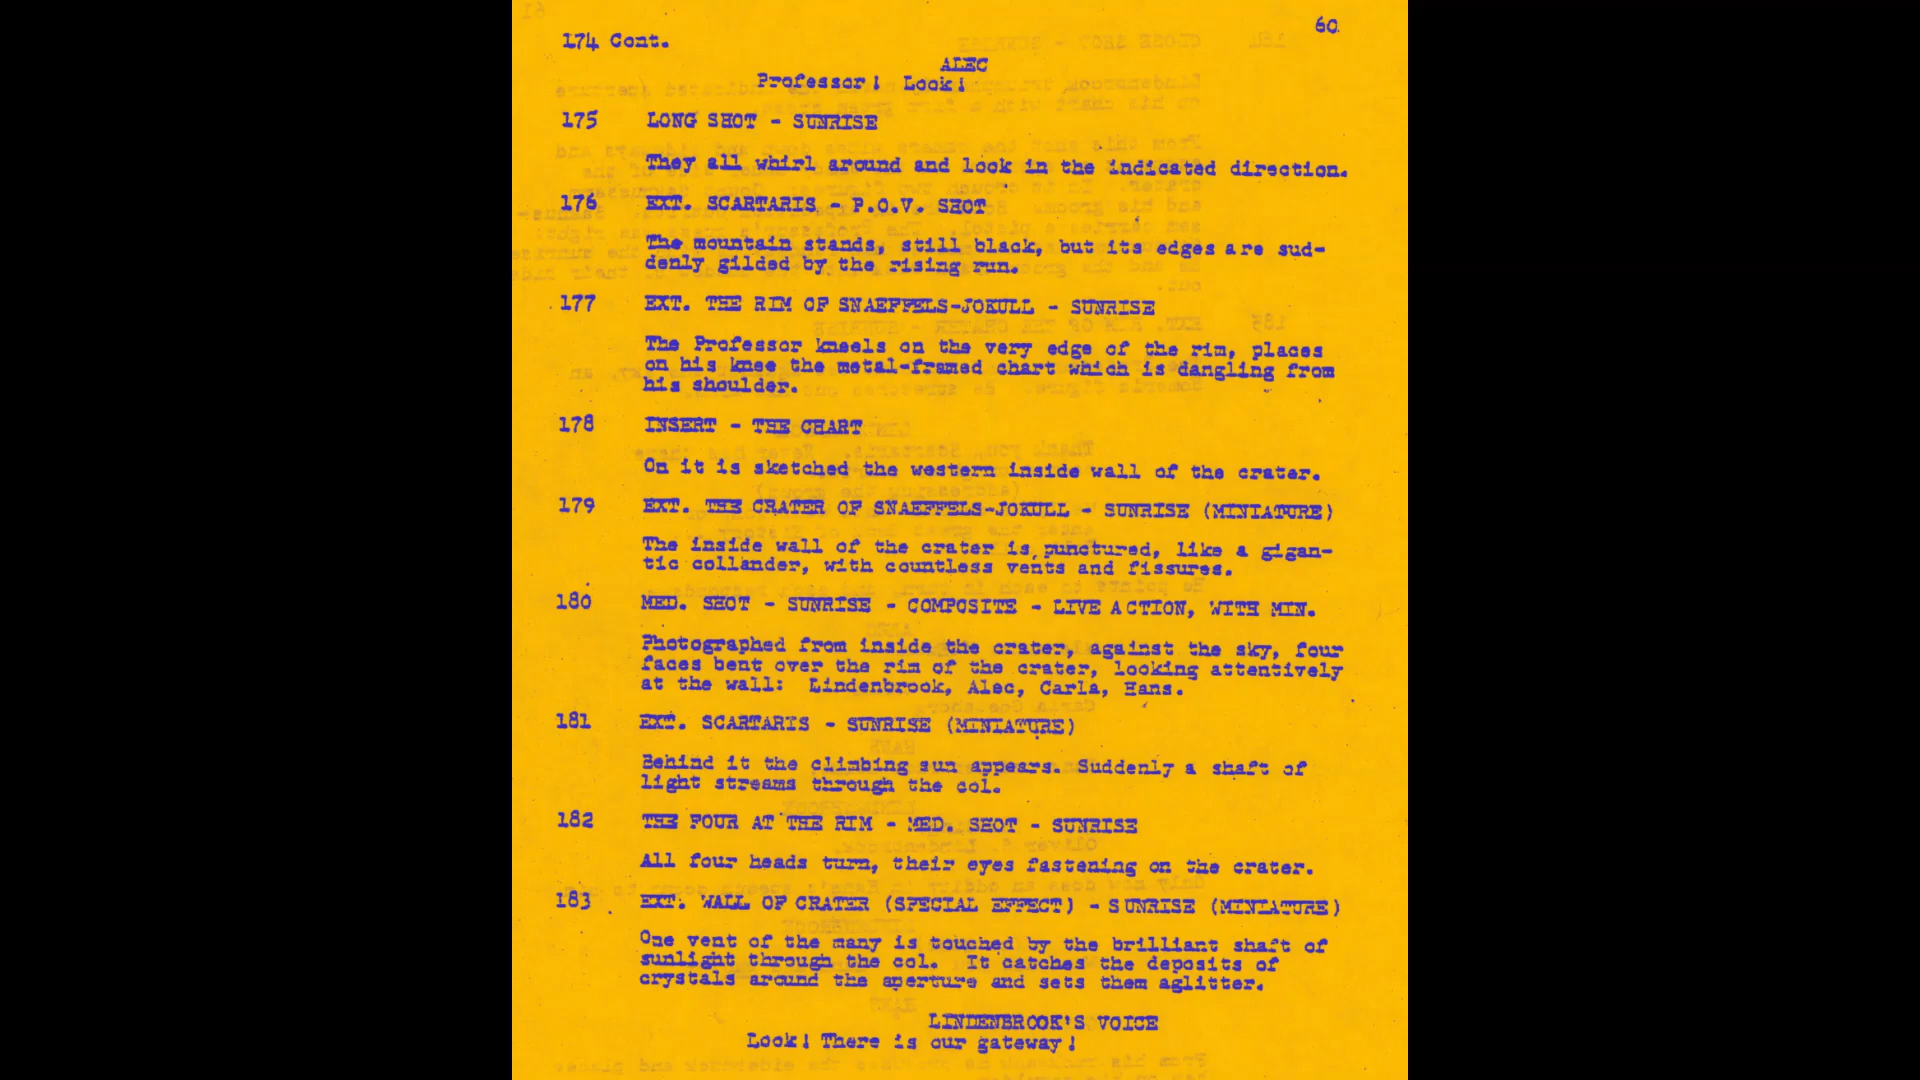 60
174 Cont.
ALEC
Professor! Look!
175 LONG SHOT - SUNRISE
They all whirl around and look in the indicated direction.
176 EXT. SCARTARIS - P.O.V. SHOT
The mountain stands, still black, but its edges are sud-
denly gilded by the rising run.
177 EXT. THE RIM OF SNAEFFELS-JOKULL - SUNRISE
The Professor kneels on the very edge of the rim, places
on his knee the metal-framed chart which is dangling from
his shoulder.
178 INSERT - THE CHART
On it is sketched the western inside wall of the crater.
179 EXT. THE CRATER OF SNAEFFELS-JOKULL - SUNRISE (MINIATURE)
The inside wall of the crater is punctured, like a gigan-
tic collander, with countless vents and fissures.
180 MED. SHOT - SUNRISE - COMPOSITE - LIVE ACTION, WITH MIN.
Photographed from inside the crater, against the sky, four
faces bent over the rim of the crater, looking attentively
at the wall: Lindenbrook, Alec, Carla, Hans.
181 EXT. SCARTARIS - SUNRISE (MINIATURE)
Behind it the climbing sun appears. Suddenly a shaft of
light streams through the col.
182 THE FOUR AT THE RIM - MED. SHOT - SUNRISE
All four heads turn, their eyes fastening on the crater.
183 EXT. WALL OF CRATER (SPECIAL EFFECT) - SUNRISE (MINIATURE)
One vent of the many is touched by the brilliant shaft of
sunlight through the col. It catches the deposits of
crystals around the aperture and sets them aglitter.
LINDENBROOK'S VOICE
Look! There is our gateway!